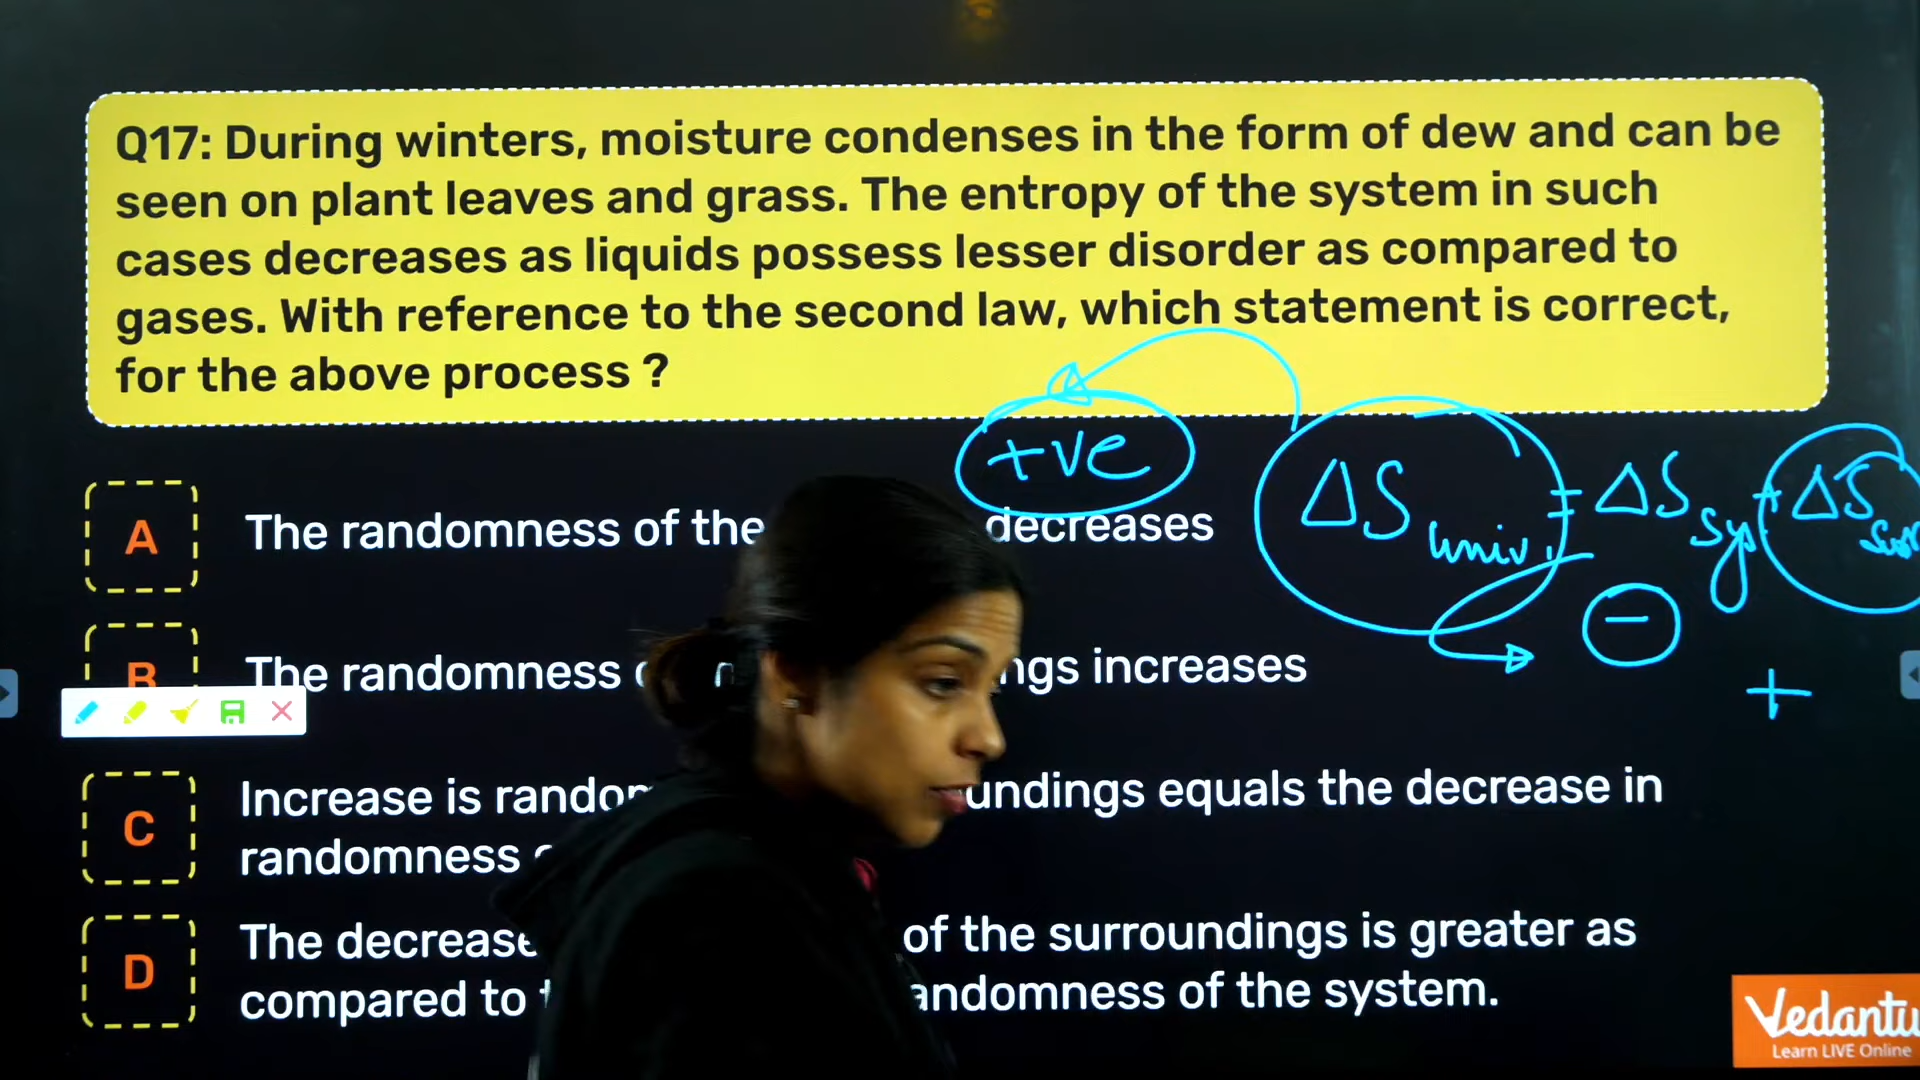 Q17: During winters, moisture condenses in the form of dew and can be
seen on plant leaves and grass. The entropy of the system in such
cases decreases as liquids possess lesser disorder as compared to
gases. With reference to the second law, which statement is correct,
for the above process ?
+ve
ΔS univ. = ΔS sys + ΔS surr
−
+
A The randomness of the decreases
B The randomness increases
C Increase is equals the decrease in
randomness
D The decrease of the surroundings is greater as
compared to randomness of the system.
Vedantu
Learn LIVE Online